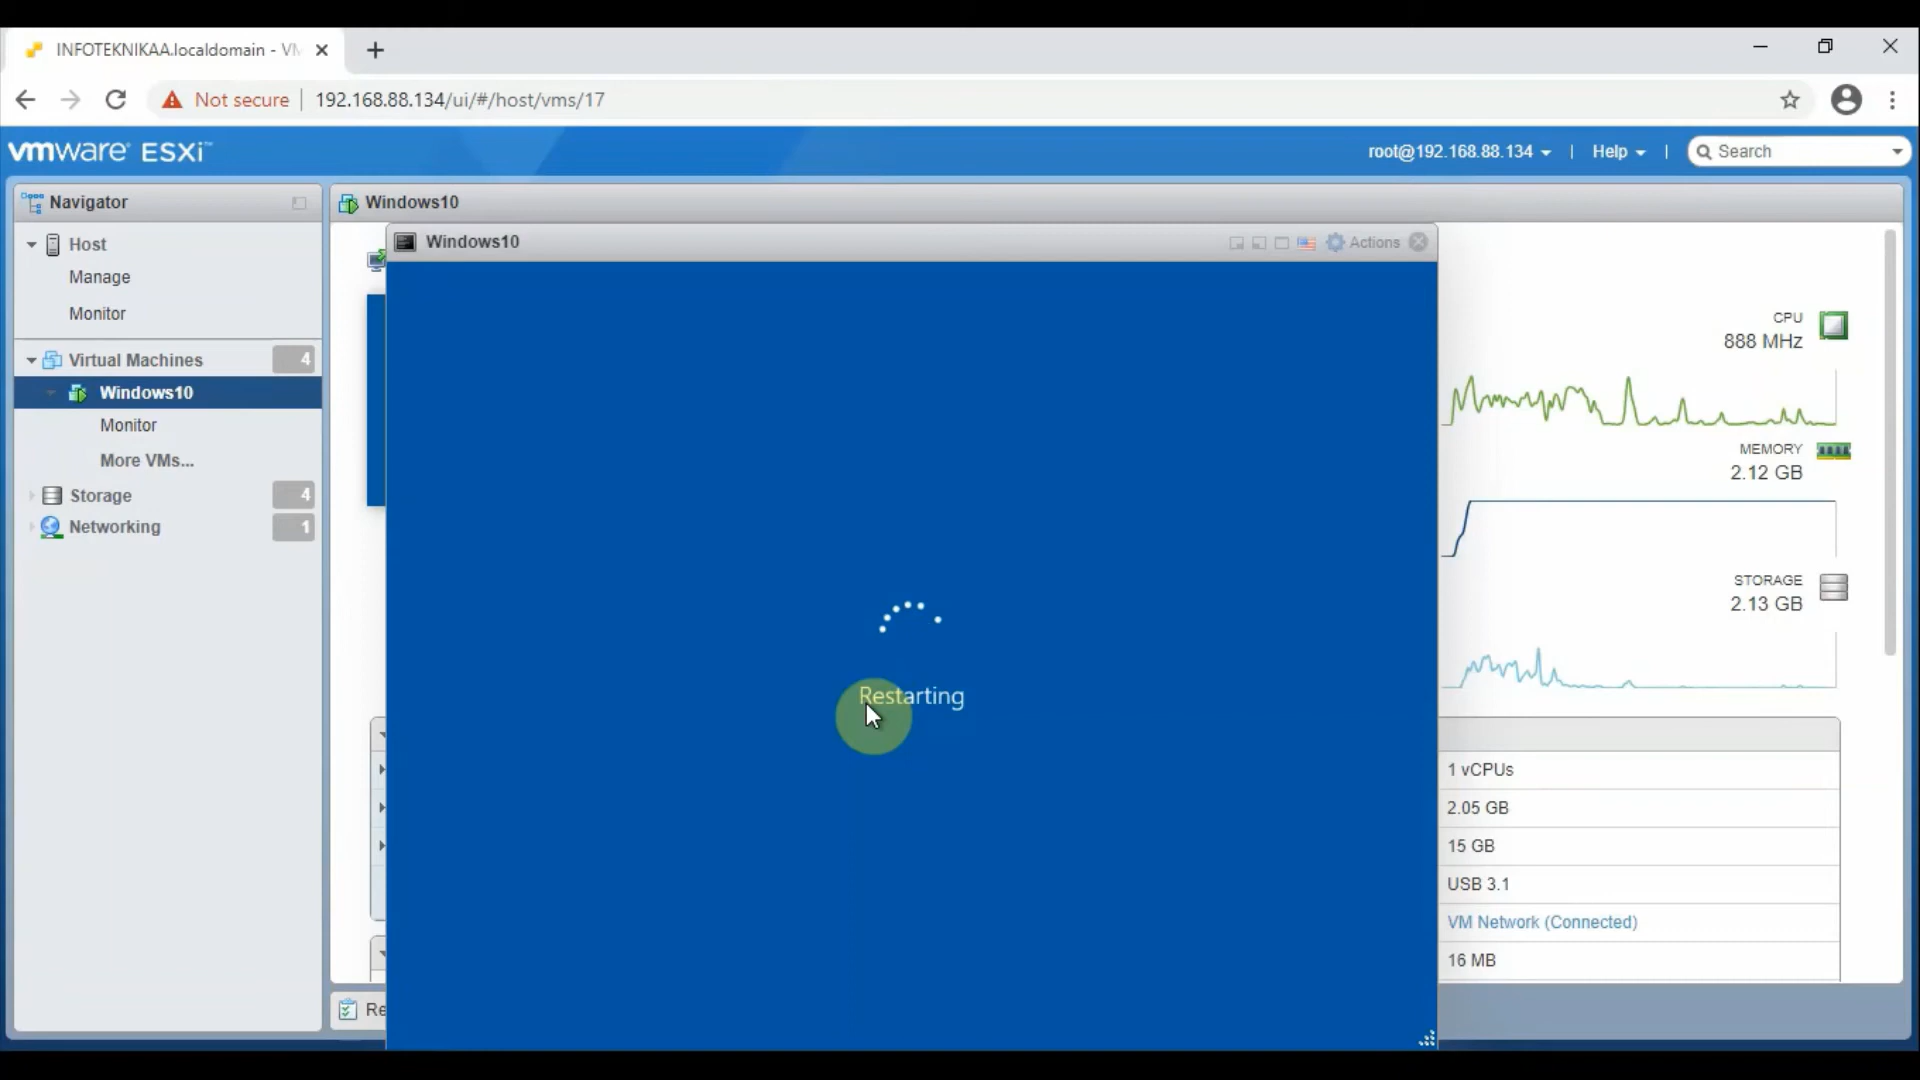 INFOTEKNIKAA.localdomain - VM
Not secure
192.168.88.134/ui/#/host/vms/17
vmware ESXi™
root@192.168.88.134
|
Help
|
Search
Navigator
Host
Manage
Monitor
Virtual Machines
4
Windows10
Monitor
More VMs...
Storage
4
Networking
1
Windows10
Windows10
Actions
Restarting
CPU
888 MHz
MEMORY
2.12 GB
STORAGE
2.13 GB
1 vCPUs
2.05 GB
15 GB
USB 3.1
VM Network (Connected)
16 MB
Re